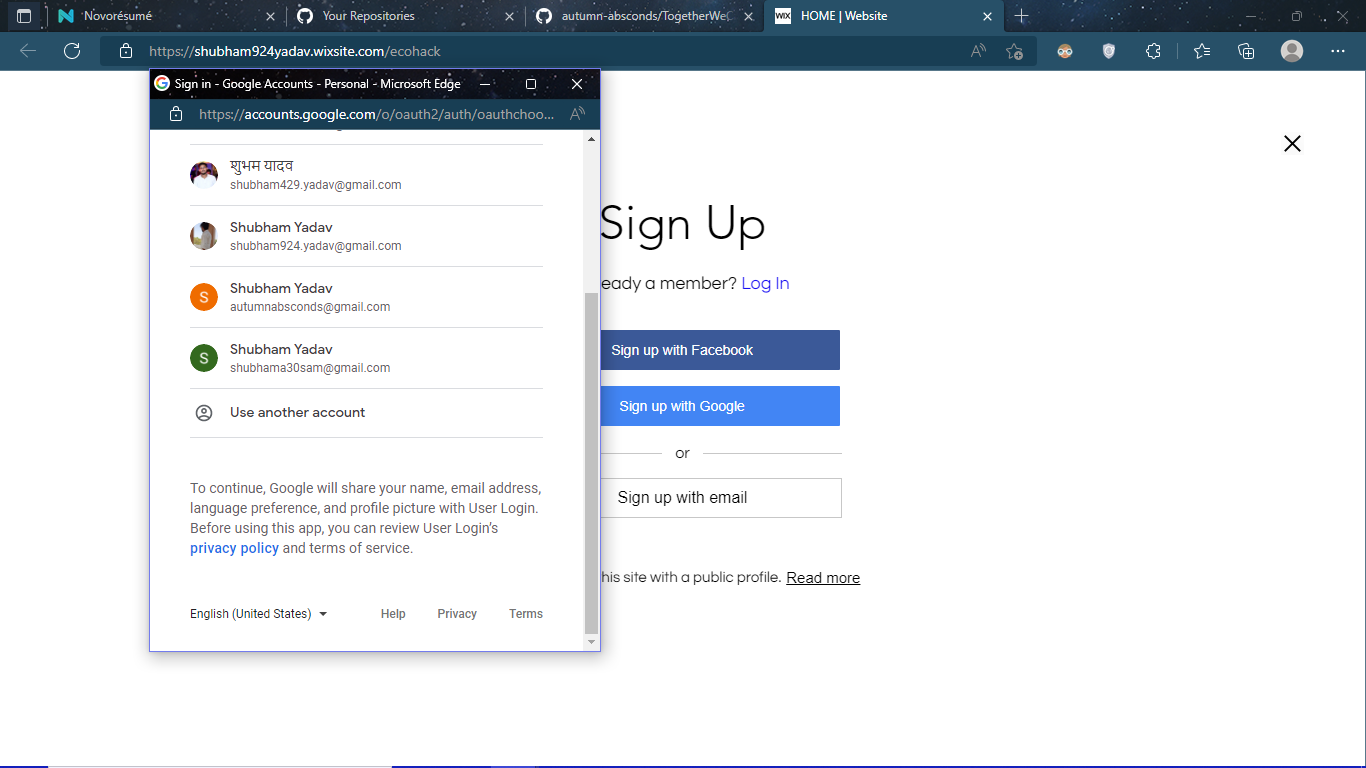 Novorésumé
Your Repositories
autumn-absconds/TogetherWeC
WIX
HOME | Website
https://shubham924yadav.wixsite.com/ecohack
Sign in - Google Accounts - Personal - Microsoft Edge
https://accounts.google.com/o/oauth2/auth/oauthchoo...
शुभम यादव
shubham429.yadav@gmail.com
Shubham Yadav
shubham924.yadav@gmail.com
S
Shubham Yadav
autumnabsconds@gmail.com
S
Shubham Yadav
shubhama30sam@gmail.com
Use another account
To continue, Google will share your name, email address,
language preference, and profile picture with User Login.
Before using this app, you can review User Login’s
privacy policy and terms of service.
English (United States)
Help
Privacy
Terms
Sign Up
eady a member? Log In
Sign up with Facebook
Sign up with Google
or
Sign up with email
his site with a public profile. Read more